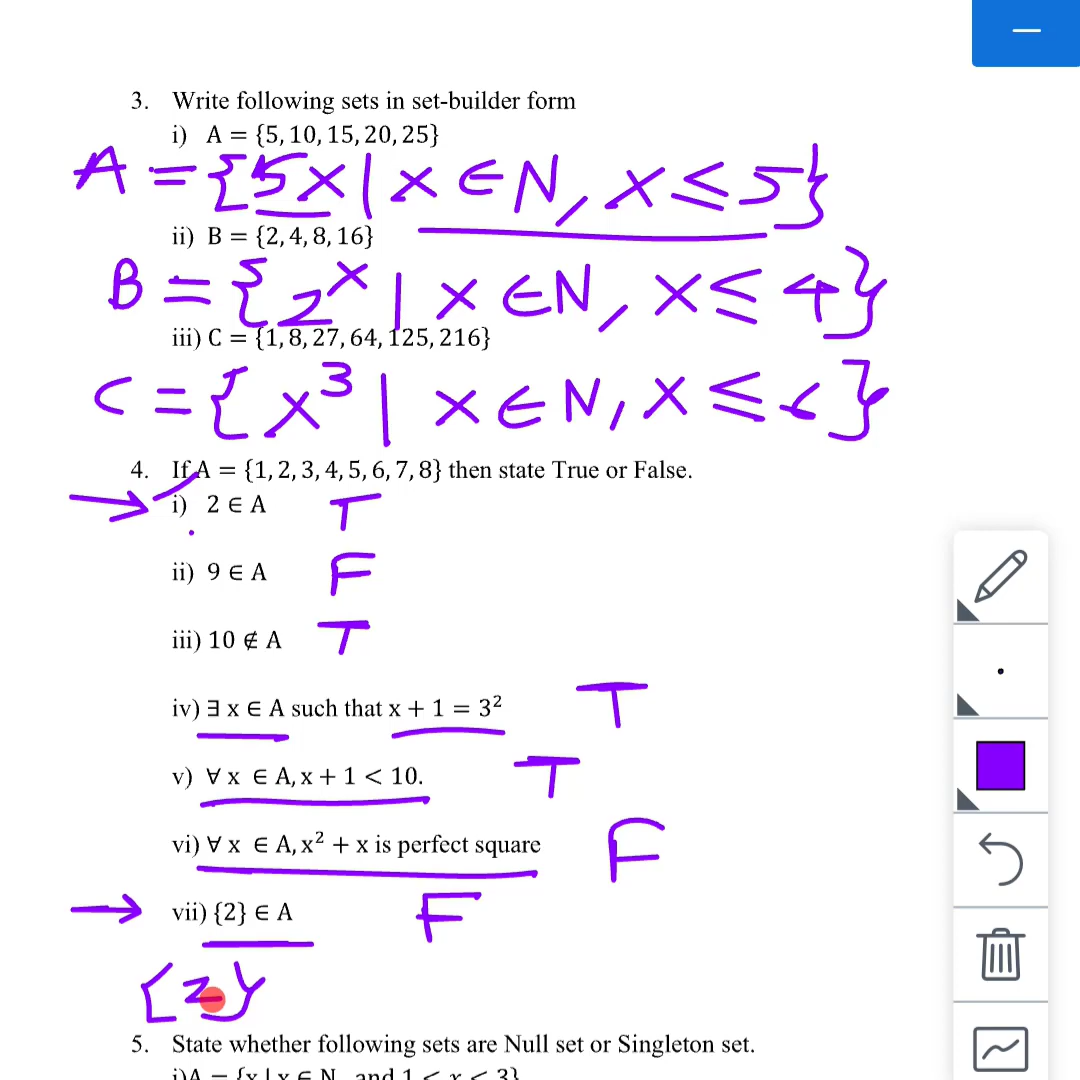 3. Write following sets in set-builder form
i) A = {5, 10, 15, 20, 25}
A = {5x | x ∈ N, x ≤ 5}
ii) B = {2, 4, 8, 16}
B = {2^x | x ∈ N, x ≤ 4}
iii) C = {1, 8, 27, 64, 125, 216}
C = {x³ | x ∈ N, x ≤ 6}
4. If A = {1, 2, 3, 4, 5, 6, 7, 8} then state True or False.
i) 2 ∈ A T
ii) 9 ∈ A F
iii) 10 ∉ A T
iv) ∃ x ∈ A such that x + 1 = 3² T
v) ∀ x ∈ A, x + 1 < 10. T
vi) ∀ x ∈ A, x² + x is perfect square F
vii) {2} ∈ A F
{2}
5. State whether following sets are Null set or Singleton set.
i)A = {x | x ∈ N, and 1 < x < 3}